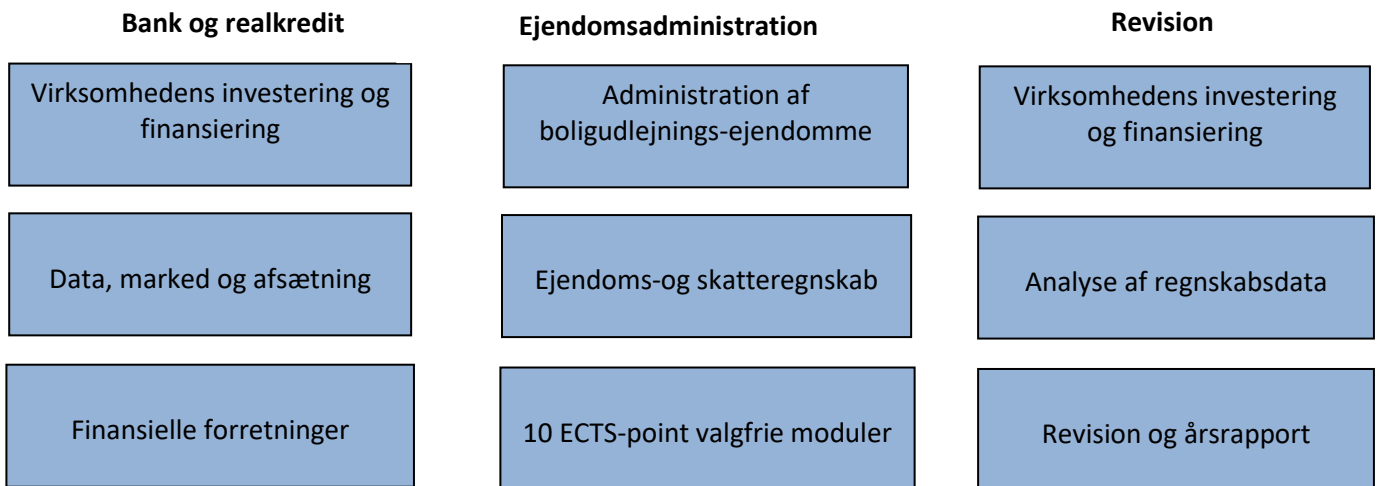 Bank og realkredit
Ejendomsadministration
Revision
Virksomhedens investering og
finansiering
Administration af
boligudlejnings-ejendomme
Virksomhedens investering
og finansiering
Data, marked og afsætning
Ejendoms-og skatteregnskab
Analyse af regnskabsdata
Finansielle forretninger
10 ECTS-point valgfrie moduler
Revision og årsrapport